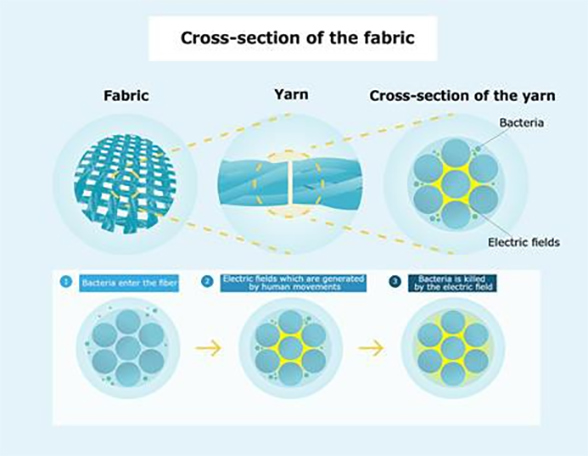 Cross-section of the fabric
Fabric
Yarn
Cross-section of the yarn
Bacteria
Electric fields
1 Bacteria enter the fiber
2 Electric fields which are generated
by human movements
3 Bacteria is killed
by the electric field